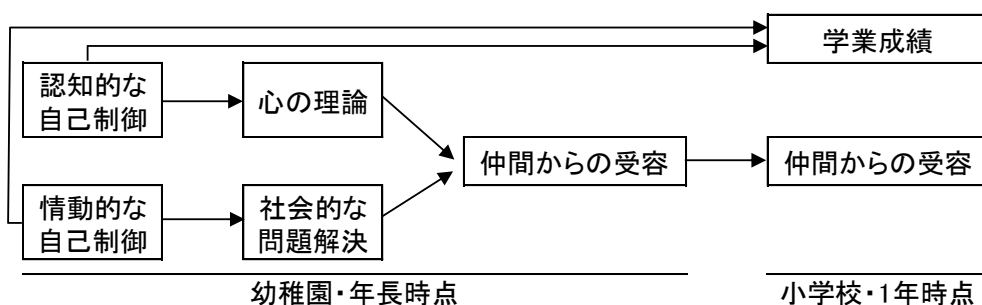 学業成績
認知的な
自己制御
心の理論
仲間からの受容
仲間からの受容
情動的な
自己制御
社会的な
問題解決
幼稚園・年長時点
小学校・1年時点